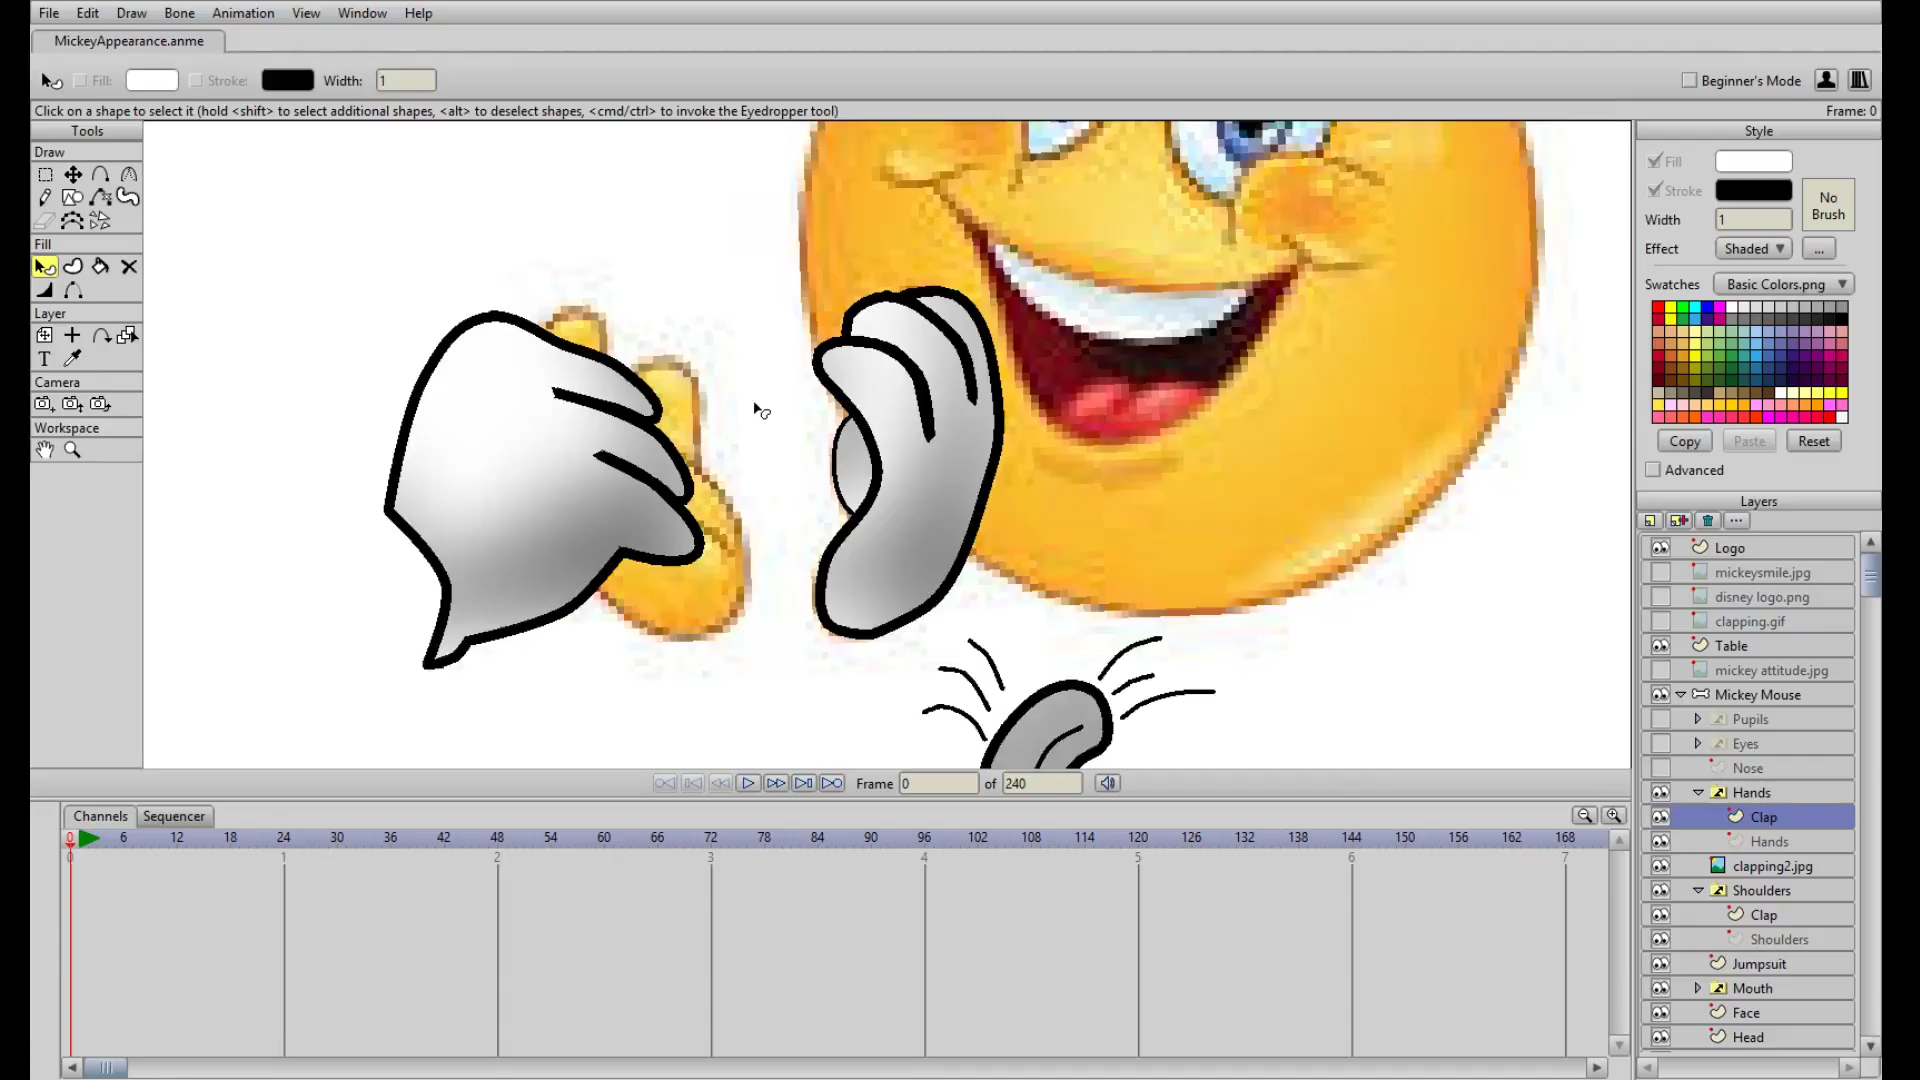 File Edit Draw Bone Animation View Window Help
MickeyAppearance.anme
Fill: Stroke: Width: 1 Beginner's Mode
Click on a shape to select it (hold <shift> to select additional shapes, <alt> to deselect shapes, <cmd/ctrl> to invoke the Eyedropper tool) Frame: 0
Tools
Draw
Fill
Layer
T
Camera
Workspace
Style
Fill
Stroke
No
Brush
Width 1
Effect Shaded ...
Swatches Basic Colors.png
Copy Paste Reset
Advanced
Layers
Logo
mickeysmile.jpg
disney logo.png
clapping.gif
Table
mickey attitude.jpg
Mickey Mouse
Pupils
Eyes
Nose
Hands
Clap
Hands
clapping2.jpg
Shoulders
Clap
Shoulders
Jumpsuit
Mouth
Face
Head
Frame 0 of 240
Channels Sequencer
0 6 12 18 24 30 36 42 48 54 60 66 72 78 84 90 96 102 108 114 120 126 132 138 144 150 156 162 168
0 1 2 3 4 5 6 7